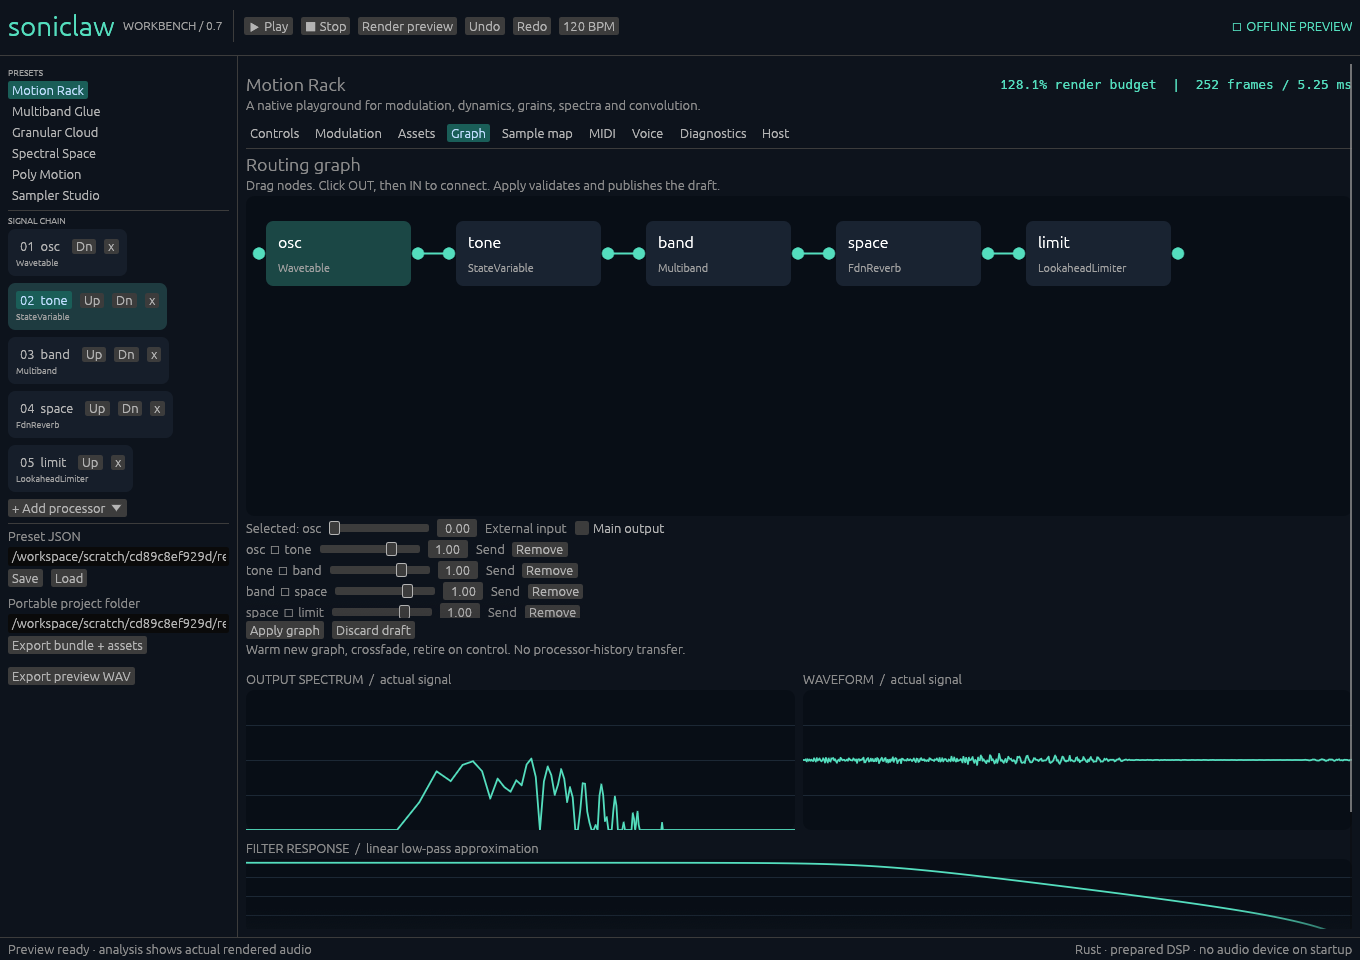 soniclaw WORKBENCH / 0.7 ▶ Play ■ Stop Render preview Undo Redo 120 BPM □ OFFLINE PREVIEW
PRESETS
Motion Rack
Multiband Glue
Granular Cloud
Spectral Space
Poly Motion
Sampler Studio
SIGNAL CHAIN
01 osc Dn x
Wavetable
02 tone Up Dn x
StateVariable
03 band Up Dn x
Multiband
04 space Up Dn x
FdnReverb
05 limit Up x
LookaheadLimiter
+ Add processor ▼
Preset JSON
/workspace/scratch/cd89c8ef929d/re
Save Load
Portable project folder
/workspace/scratch/cd89c8ef929d/re
Export bundle + assets
Export preview WAV
Motion Rack 128.1% render budget | 252 frames / 5.25 ms
A native playground for modulation, dynamics, grains, spectra and convolution.
Controls Modulation Assets Graph Sample map MIDI Voice Diagnostics Host
Routing graph
Drag nodes. Click OUT, then IN to connect. Apply validates and publishes the draft.
osc
Wavetable
tone
StateVariable
band
Multiband
space
FdnReverb
limit
LookaheadLimiter
Selected: osc 0.00 External input Main output
osc □ tone 1.00 Send Remove
tone □ band 1.00 Send Remove
band □ space 1.00 Send Remove
space □ limit 1.00 Send Remove
Apply graph Discard draft
Warm new graph, crossfade, retire on control. No processor-history transfer.
OUTPUT SPECTRUM / actual signal
WAVEFORM / actual signal
FILTER RESPONSE / linear low-pass approximation
Preview ready · analysis shows actual rendered audio
Rust · prepared DSP · no audio device on startup